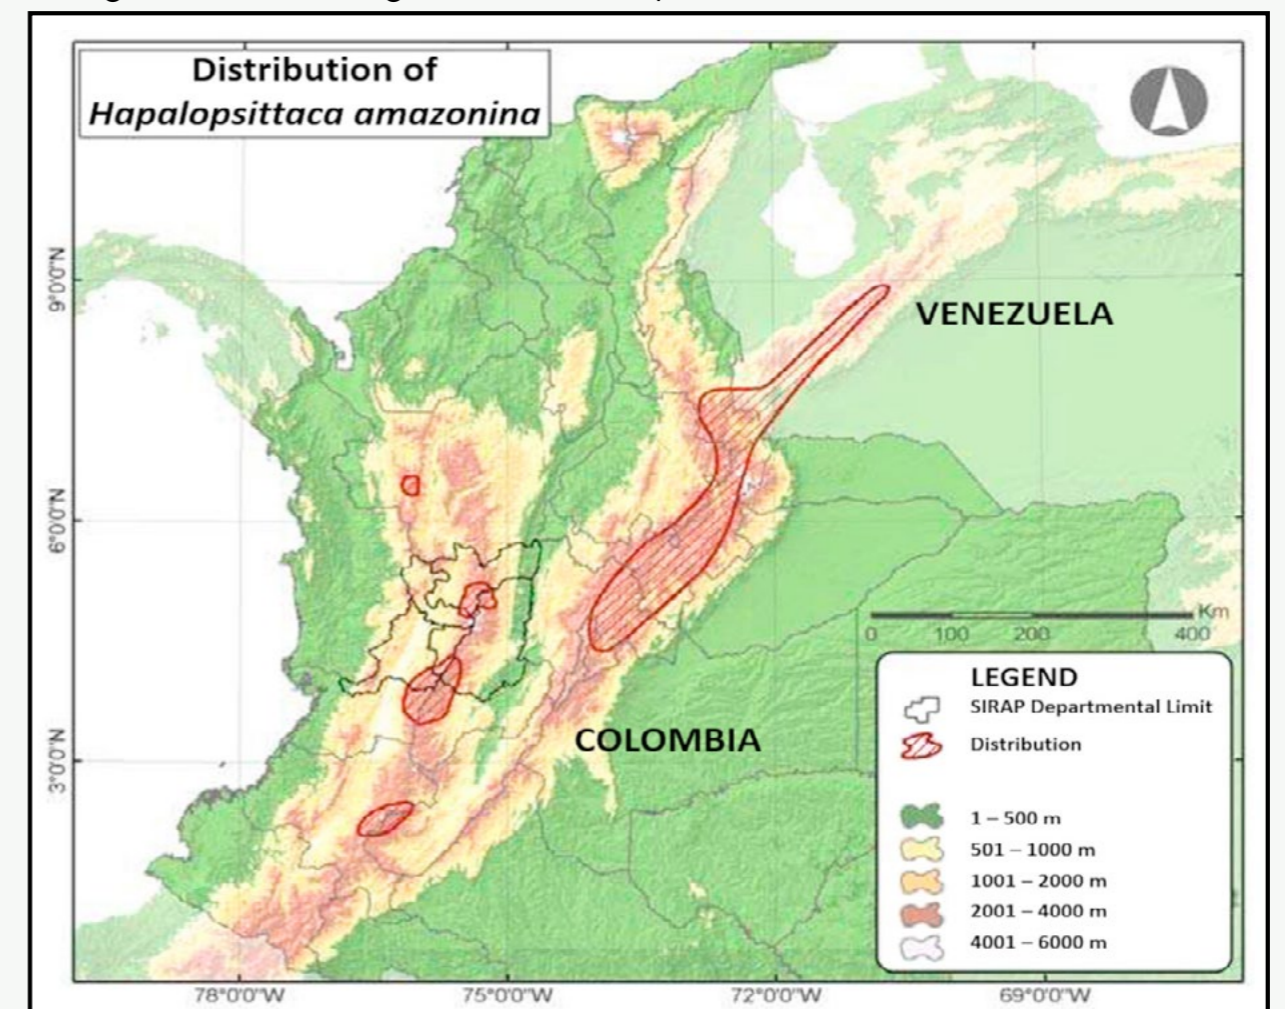 Distribution of
Hapalopsittaca amazonina
9°0'0"N
VENEZUELA
6°0'0"N
Km
0 100 200 400
LEGEND
SIRAP Departmental Limit
Distribution
COLOMBIA
3°0'0"N
1 – 500 m
501 – 1000 m
1001 – 2000 m
2001 – 4000 m
4001 – 6000 m
78°0'0"W 75°0'0"W 72°0'0"W 69°0'0"W